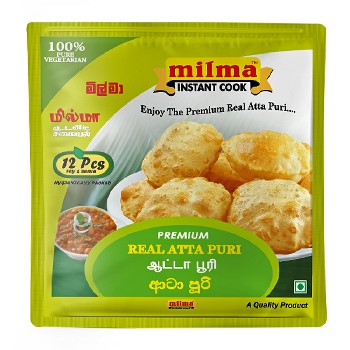 100%
PURE
VEGETARIAN
මිල්මා
மில்மா
milma
INSTANT COOK
Enjoy The Premium Real Atta Puri....
12 Pcs
PREMIUM
REAL ATTA PURI
ஆட்டா பூரி
ආටා පූරි
milma
A Quality Product